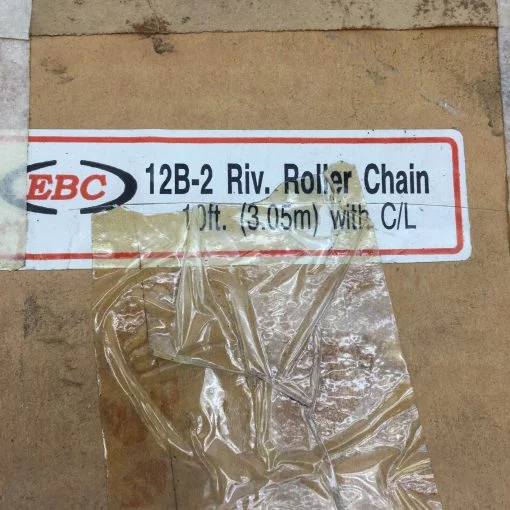 EBC 12B-2 Riv. Roller Chain
10ft. (3.05m) with C/L